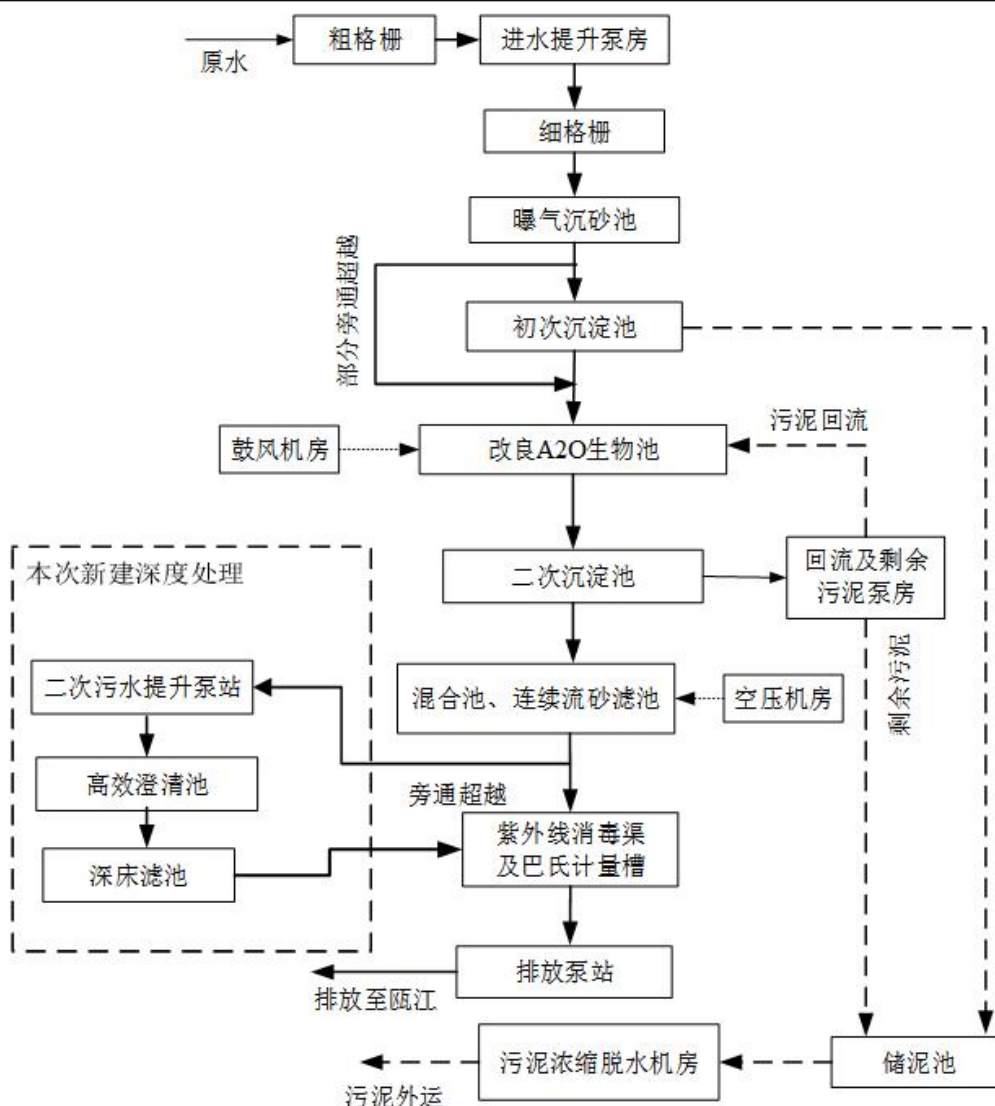 粗格栅
进水提升泵房
原水
细格栅
曝气沉砂池
部分旁通超越
初次沉淀池
污泥回流
鼓风机房
改良A2O生物池
本次新建深度处理
二次沉淀池
回流及剩余
污泥泵房
二次污水提升泵站
混合池、连续流砂滤池
空压机房
剩余污泥
高效澄清池
旁通超越
紫外线消毒渠
及巴氏计量槽
深床滤池
排放泵站
排放至瓯江
污泥浓缩脱水机房
储泥池
污泥外运